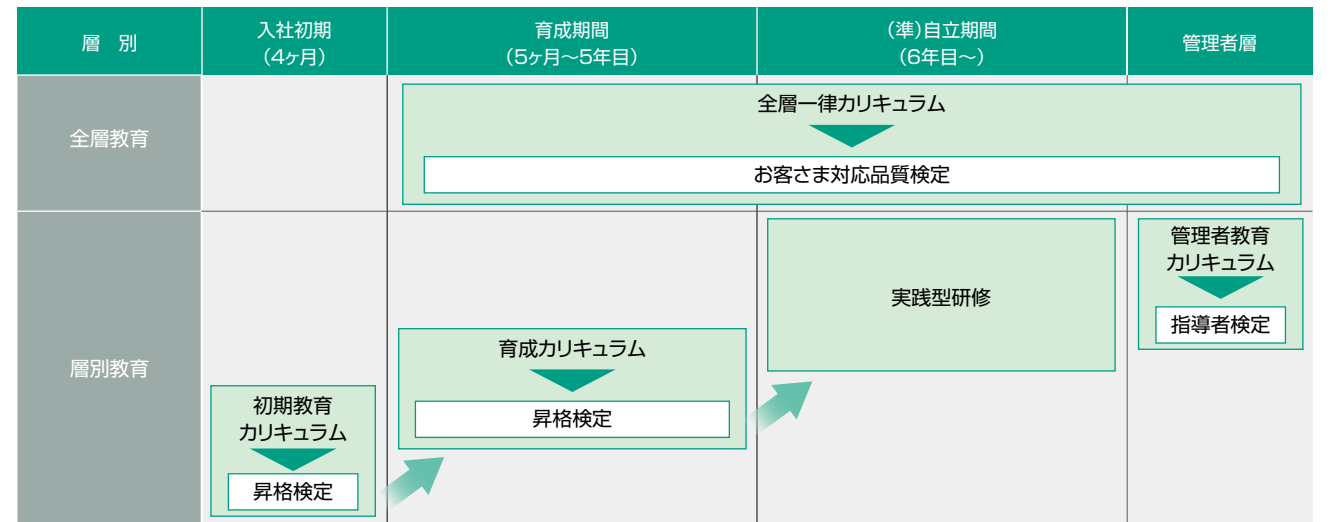 層 別
入社初期
(4ヶ月)
育成期間
(5ヶ月〜5年目)
(準)自立期間
(6年目〜)
管理者層
全層教育
全層一律カリキュラム
お客さま対応品質検定
層別教育
初期教育
カリキュラム
昇格検定
育成カリキュラム
昇格検定
実践型研修
管理者教育
カリキュラム
指導者検定